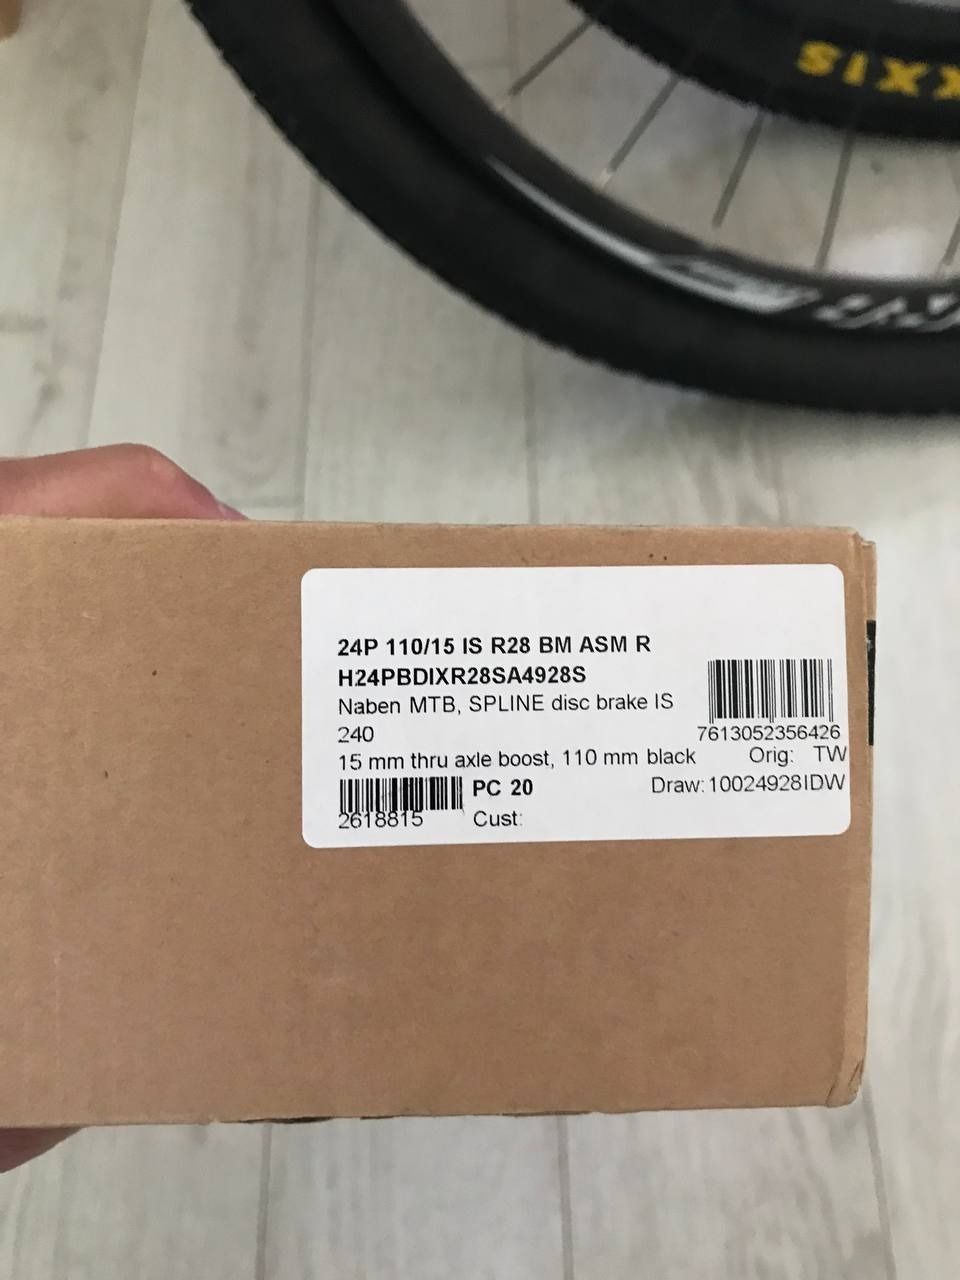 XXIS
24P 110/15 IS R28 BM ASM R
H24PBDIXR28SA4928S
Naben MTB, SPLINE disc brake IS
240
7613052356426
15 mm thru axle boost, 110 mm black Orig: TW
PC 20 Draw: 10024928IDW
2618815 Cust: